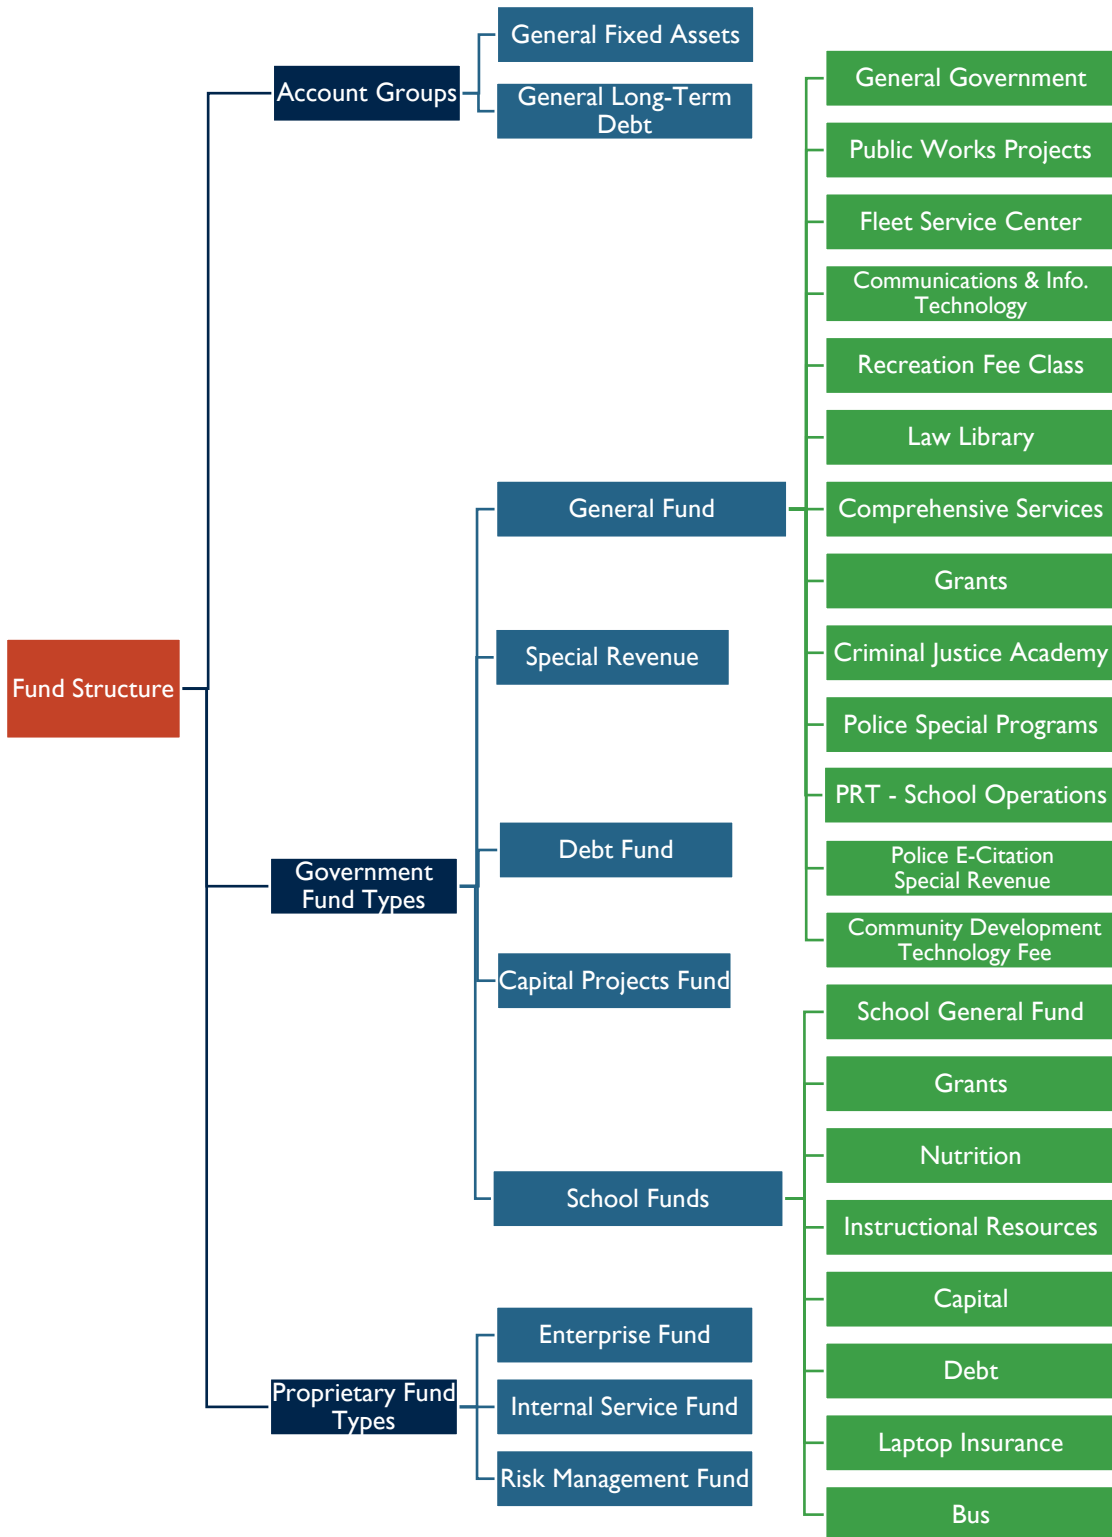 Fund Structure
Account Groups
General Fixed Assets
General Long-Term
Debt
Government
Fund Types
General Fund
General Government
Public Works Projects
Fleet Service Center
Communications & Info.
Technology
Recreation Fee Class
Law Library
Comprehensive Services
Grants
Criminal Justice Academy
Police Special Programs
PRT - School Operations
Police E-Citation
Special Revenue
Community Development
Technology Fee
Special Revenue
Debt Fund
Capital Projects Fund
School Funds
School General Fund
Grants
Nutrition
Instructional Resources
Capital
Debt
Laptop Insurance
Bus
Proprietary Fund
Types
Enterprise Fund
Internal Service Fund
Risk Management Fund